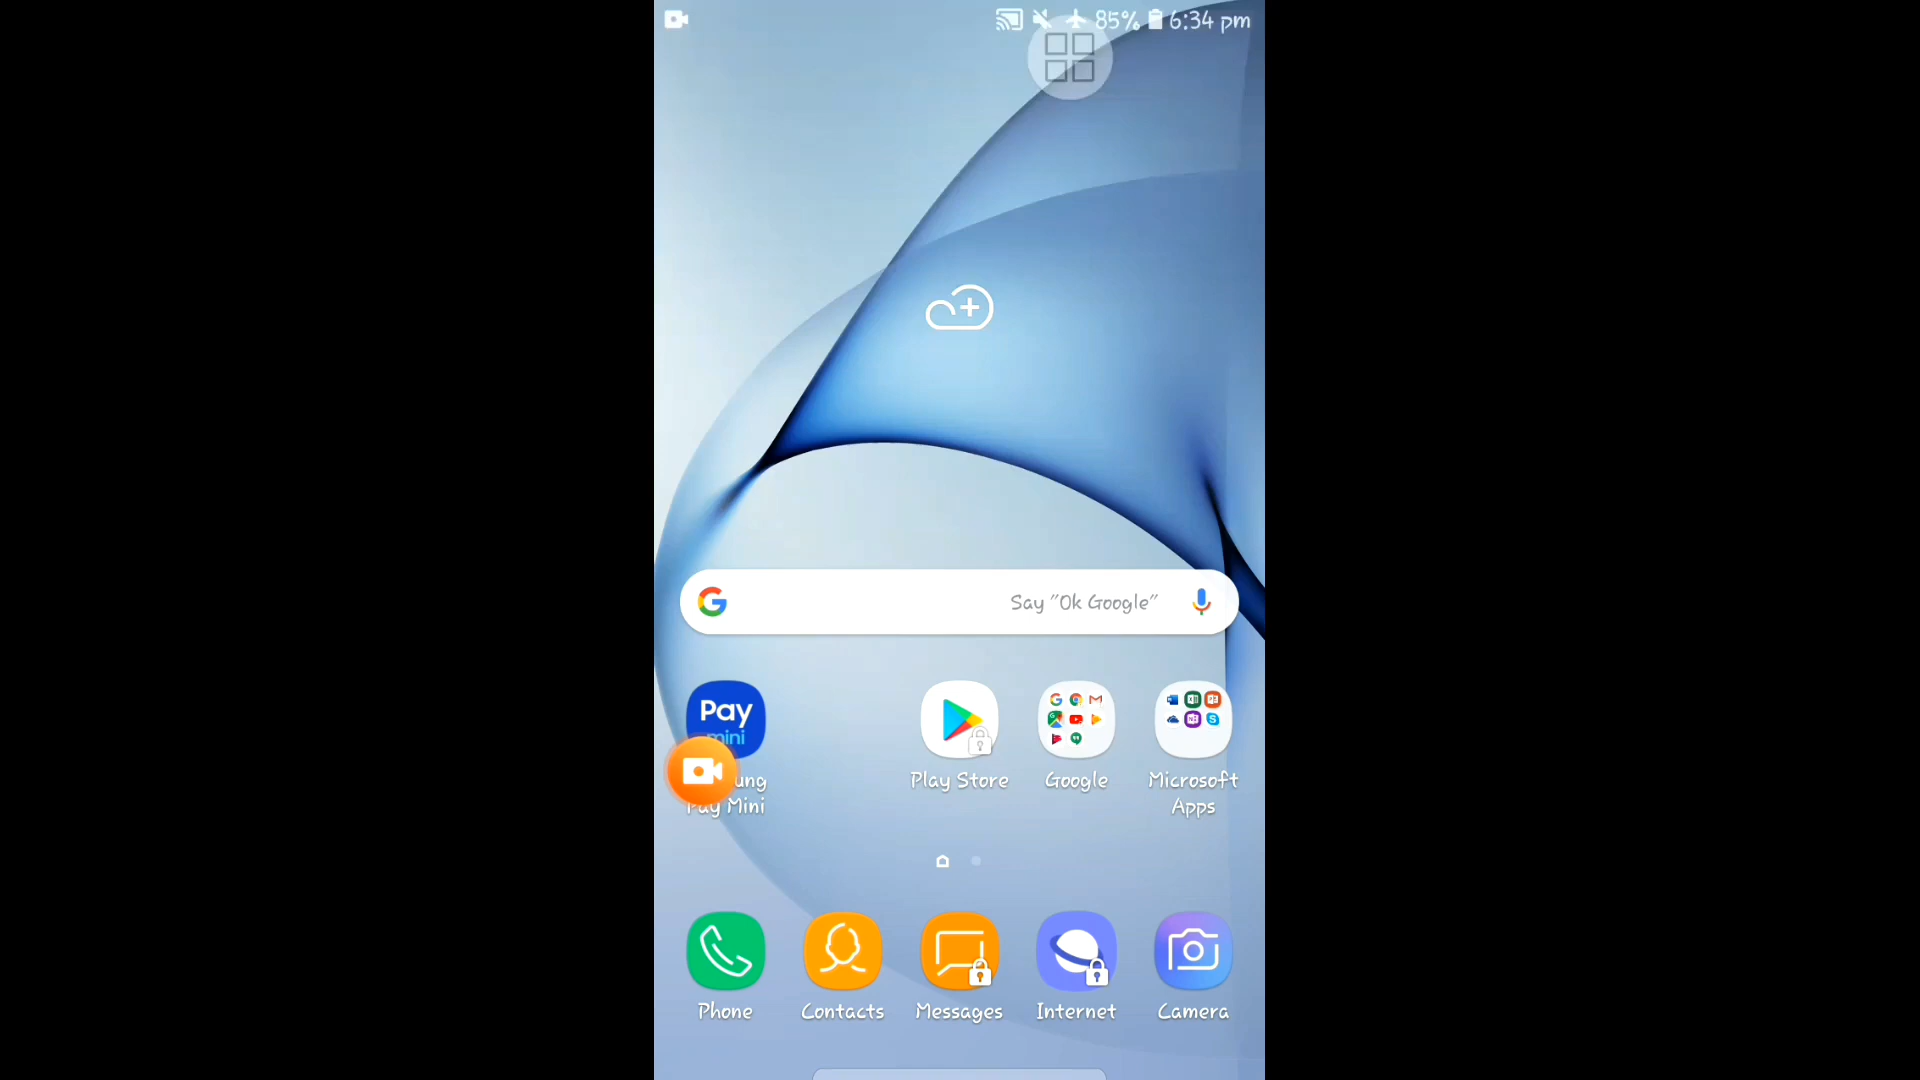 85% 6:34 pm
Say "Ok Google"
Pay
mini
ung
Pay Mini
Play Store
Google
Microsoft
Apps
Phone
Contacts
Messages
Internet
Camera